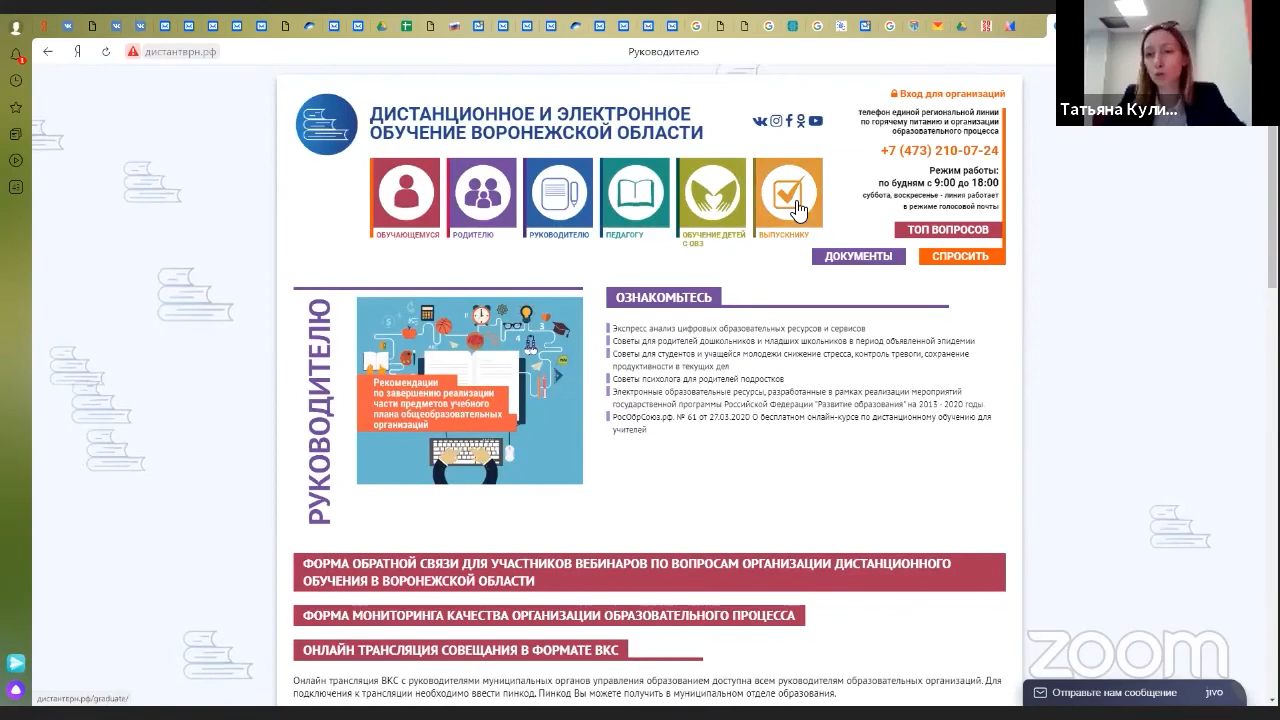 дистантврн.рф
Руководителю
Татьяна Кули...
ДИСТАНЦИОННОЕ И ЭЛЕКТРОННОЕ
ОБУЧЕНИЕ ВОРОНЕЖСКОЙ ОБЛАСТИ
Вход для организаций
телефон единой региональной линии
по горячему питанию и организации
образовательного процесса
+7 (473) 210-07-24
Режим работы:
по будням с 9:00 до 18:00
суббота, воскресенье - линия работает
в режиме голосовой почты
ТОП ВОПРОСОВ
ДОКУМЕНТЫ
СПРОСИТЬ
ОБУЧАЮЩЕМУСЯ
РОДИТЕЛЮ
РУКОВОДИТЕЛЮ
ПЕДАГОГУ
ОБУЧЕНИЕ ДЕТЕЙ
С ОВЗ
ВЫПУСКНИКУ
РУКОВОДИТЕЛЮ
Рекомендации
по завершению реализации
части предметов учебного
плана общеобразовательных
организаций
ОЗНАКОМЬТЕСЬ
Экспресс анализ цифровых образовательных ресурсов и сервисов
Советы для родителей дошкольников и младших школьников в период объявленной эпидемии
Советы для студентов и учащейся молодежи снижение стресса, контроль тревоги, сохранение
продуктивности в текущих дел
Советы психолога для родителей подростков
Электронные образовательные ресурсы, разработанные в рамках реализации мероприятий
государственной программы Российской Федерации "Развитие образования" на 2013 - 2020 годы
РосОбрСоюз.рф. № 61 от 27.03.2020 О бесплатном онлайн-курсе по дистанционному обучению для
учителей
ФОРМА ОБРАТНОЙ СВЯЗИ ДЛЯ УЧАСТНИКОВ ВЕБИНАРОВ ПО ВОПРОСАМ ОРГАНИЗАЦИИ ДИСТАНЦИОННОГО
ОБУЧЕНИЯ В ВОРОНЕЖСКОЙ ОБЛАСТИ
ФОРМА МОНИТОРИНГА КАЧЕСТВА ОРГАНИЗАЦИИ ОБРАЗОВАТЕЛЬНОГО ПРОЦЕССА
ОНЛАЙН ТРАНСЛЯЦИЯ СОВЕЩАНИЯ В ФОРМАТЕ ВКС
Онлайн трансляция ВКС с руководителями муниципальных органов управления образованием доступна всем руководителям образовательных организаций. Для
подключения к трансляции необходимо ввести пинкод. Пинкод Вы можете получить в муниципальном отделе образования.
zoom
Отправьте нам сообщение jivo
дистантврн.рф/graduate/